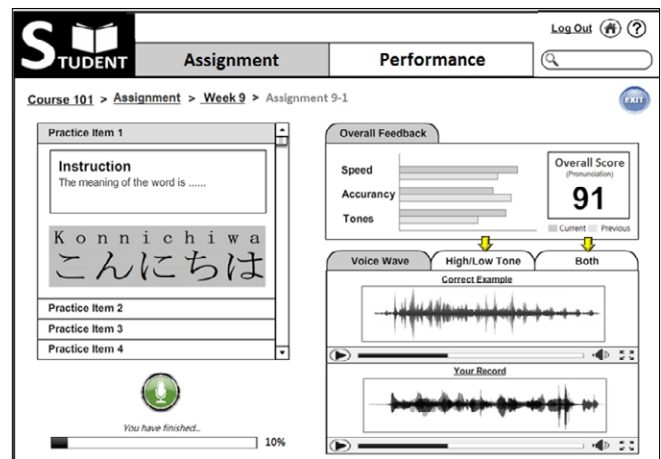 STUDENT
Log Out
?
Assignment
Performance
Course 101 > Assignment > Week 9 > Assignment 9-1
EXIT
Practice Item 1
Instruction
The meaning of the word is ......
Konnichiwa
こんにちは
Practice Item 2
Practice Item 3
Practice Item 4
You have finished...
10%
Overall Feedback
Speed
Accurancy
Tones
Overall Score
(Pronunciation)
91
Current Previous
Voice Wave
High/Low Tone
Both
Correct Example
Your Record